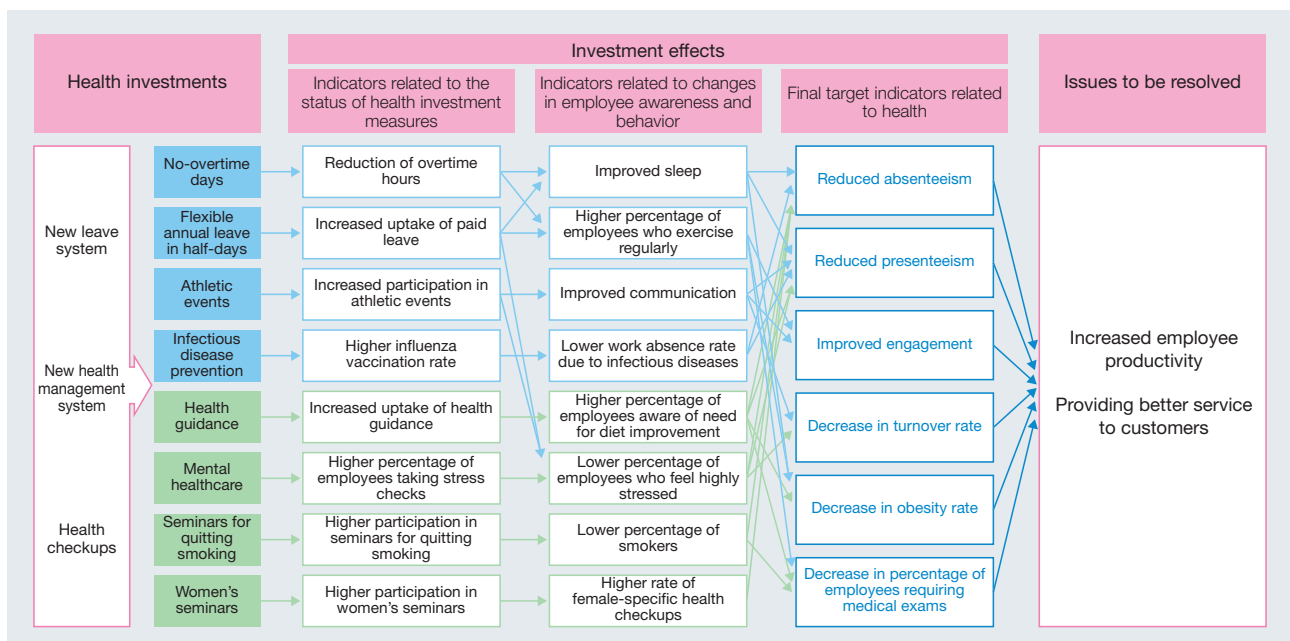 Health investments
Investment effects
Indicators related to the
status of health investment
measures
Indicators related to changes
in employee awareness and
behavior
Final target indicators related
to health
Issues to be resolved
New leave
system
New health
management
system
Health
checkups
No-overtime
days
Reduction of overtime
hours
Improved sleep
Flexible
annual leave
in half-days
Increased uptake of paid
leave
Higher percentage of
employees who exercise
regularly
Athletic
events
Increased participation in
athletic events
Improved communication
Infectious
disease
prevention
Higher influenza
vaccination rate
Lower work absence rate
due to infectious diseases
Health
guidance
Increased uptake of health
guidance
Higher percentage of
employees aware of need
for diet improvement
Mental
healthcare
Higher percentage of
employees taking stress
checks
Lower percentage of
employees who feel highly
stressed
Seminars for
quitting
smoking
Higher participation in
seminars for quitting
smoking
Lower percentage of
smokers
Women's
seminars
Higher participation in
women's seminars
Higher rate of
female-specific health
checkups
Reduced absenteeism
Reduced presenteeism
Improved engagement
Decrease in turnover rate
Decrease in obesity rate
Decrease in percentage of
employees requiring
medical exams
Increased employee
productivity
Providing better service
to customers